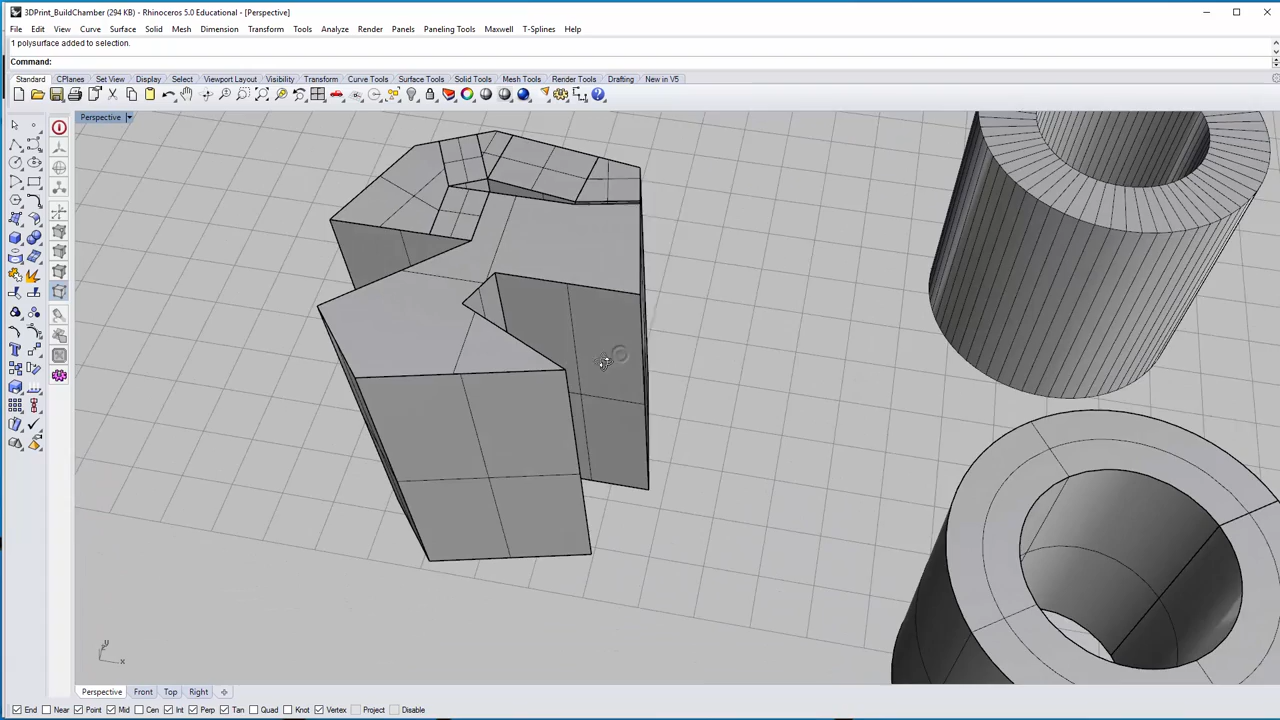 3DPrint_BuildChamber (294 KB) - Rhinoceros 5.0 Educational - [Perspective]
File Edit View Curve Surface Solid Mesh Dimension Transform Tools Analyze Render Panels Paneling Tools Maxwell T-Splines Help
1 polysurface added to selection.
Command:
Standard CPlanes Set View Display Select Viewport Layout Visibility Transform Curve Tools Surface Tools Solid Tools Mesh Tools Render Tools Drafting New in V5
Perspective
y
x
Perspective Front Top Right
End Near Point Mid Cen Int Perp Tan Quad Knot Vertex Project Disable